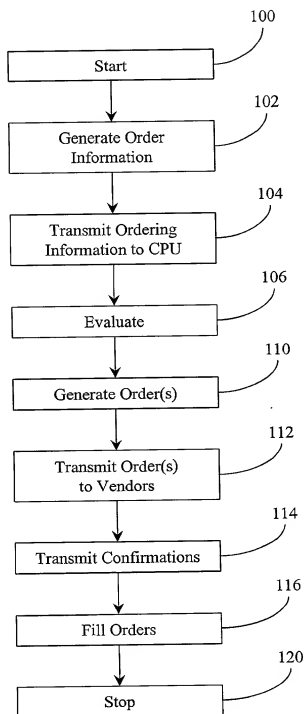 100
Start
102
Generate Order
Information
104
Transmit Ordering
Information to CPU
106
Evaluate
110
Generate Order(s)
112
Transmit Order(s)
to Vendors
114
Transmit Confirmations
116
Fill Orders
120
Stop